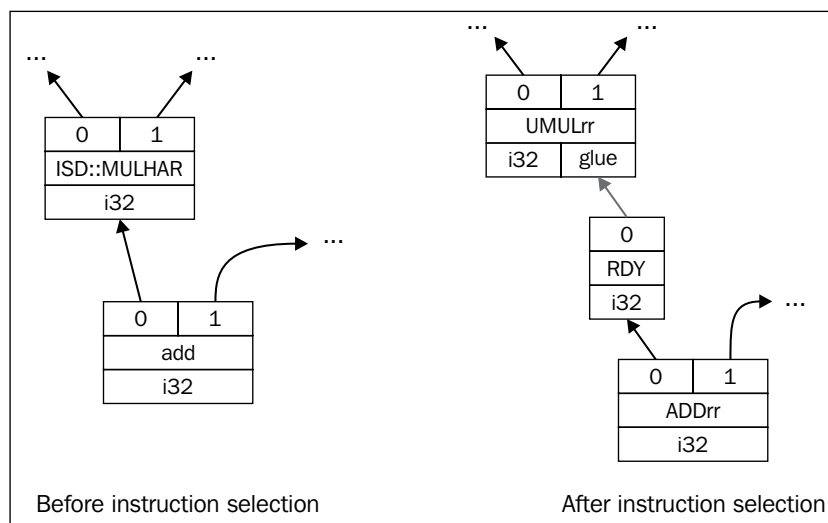 ... ...
0 1
ISD::MULHAR
i32
...
0 1
add
i32
Before instruction selection
... ...
0 1
UMULrr
i32 glue
0
RDY
i32
...
0 1
ADDrr
i32
After instruction selection